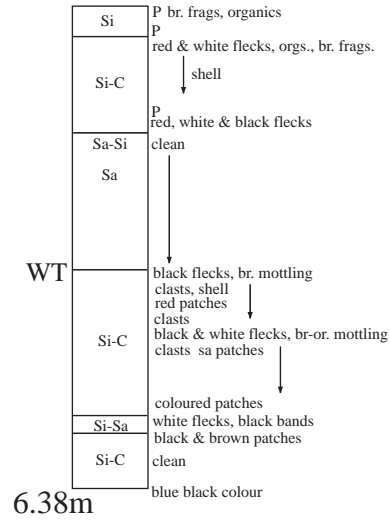 Si
P br. frags, organics
P
red & white flecks, orgs., br. frags.
Si-C
shell
P
red, white & black flecks
Sa-Si
clean
Sa
WT
black flecks, br. mottling
clasts, shell
red patches
clasts
black & white flecks, br-or. mottling
Si-C
clasts sa patches
coloured patches
Si-Sa
white flecks, black bands
black & brown patches
Si-C
clean
blue black colour
6.38m